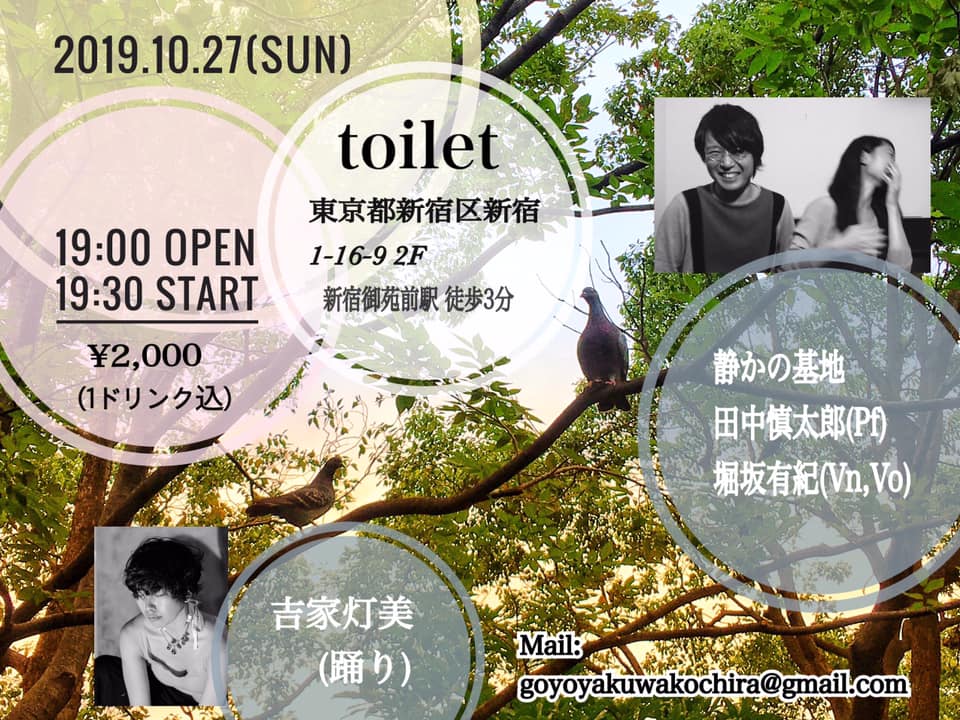 2019.10.27(SUN)
toilet
東京都新宿区新宿
1-16-9 2F
新宿御苑前駅 徒歩3分
19:00 OPEN
19:30 START
¥2,000
(1ドリンク込)
静かの基地
田中慎太郎(Pf)
堀坂有紀(Vn,Vo)
吉家灯美
(踊り)
Mail:
goyoyakuwakochira@gmail.com